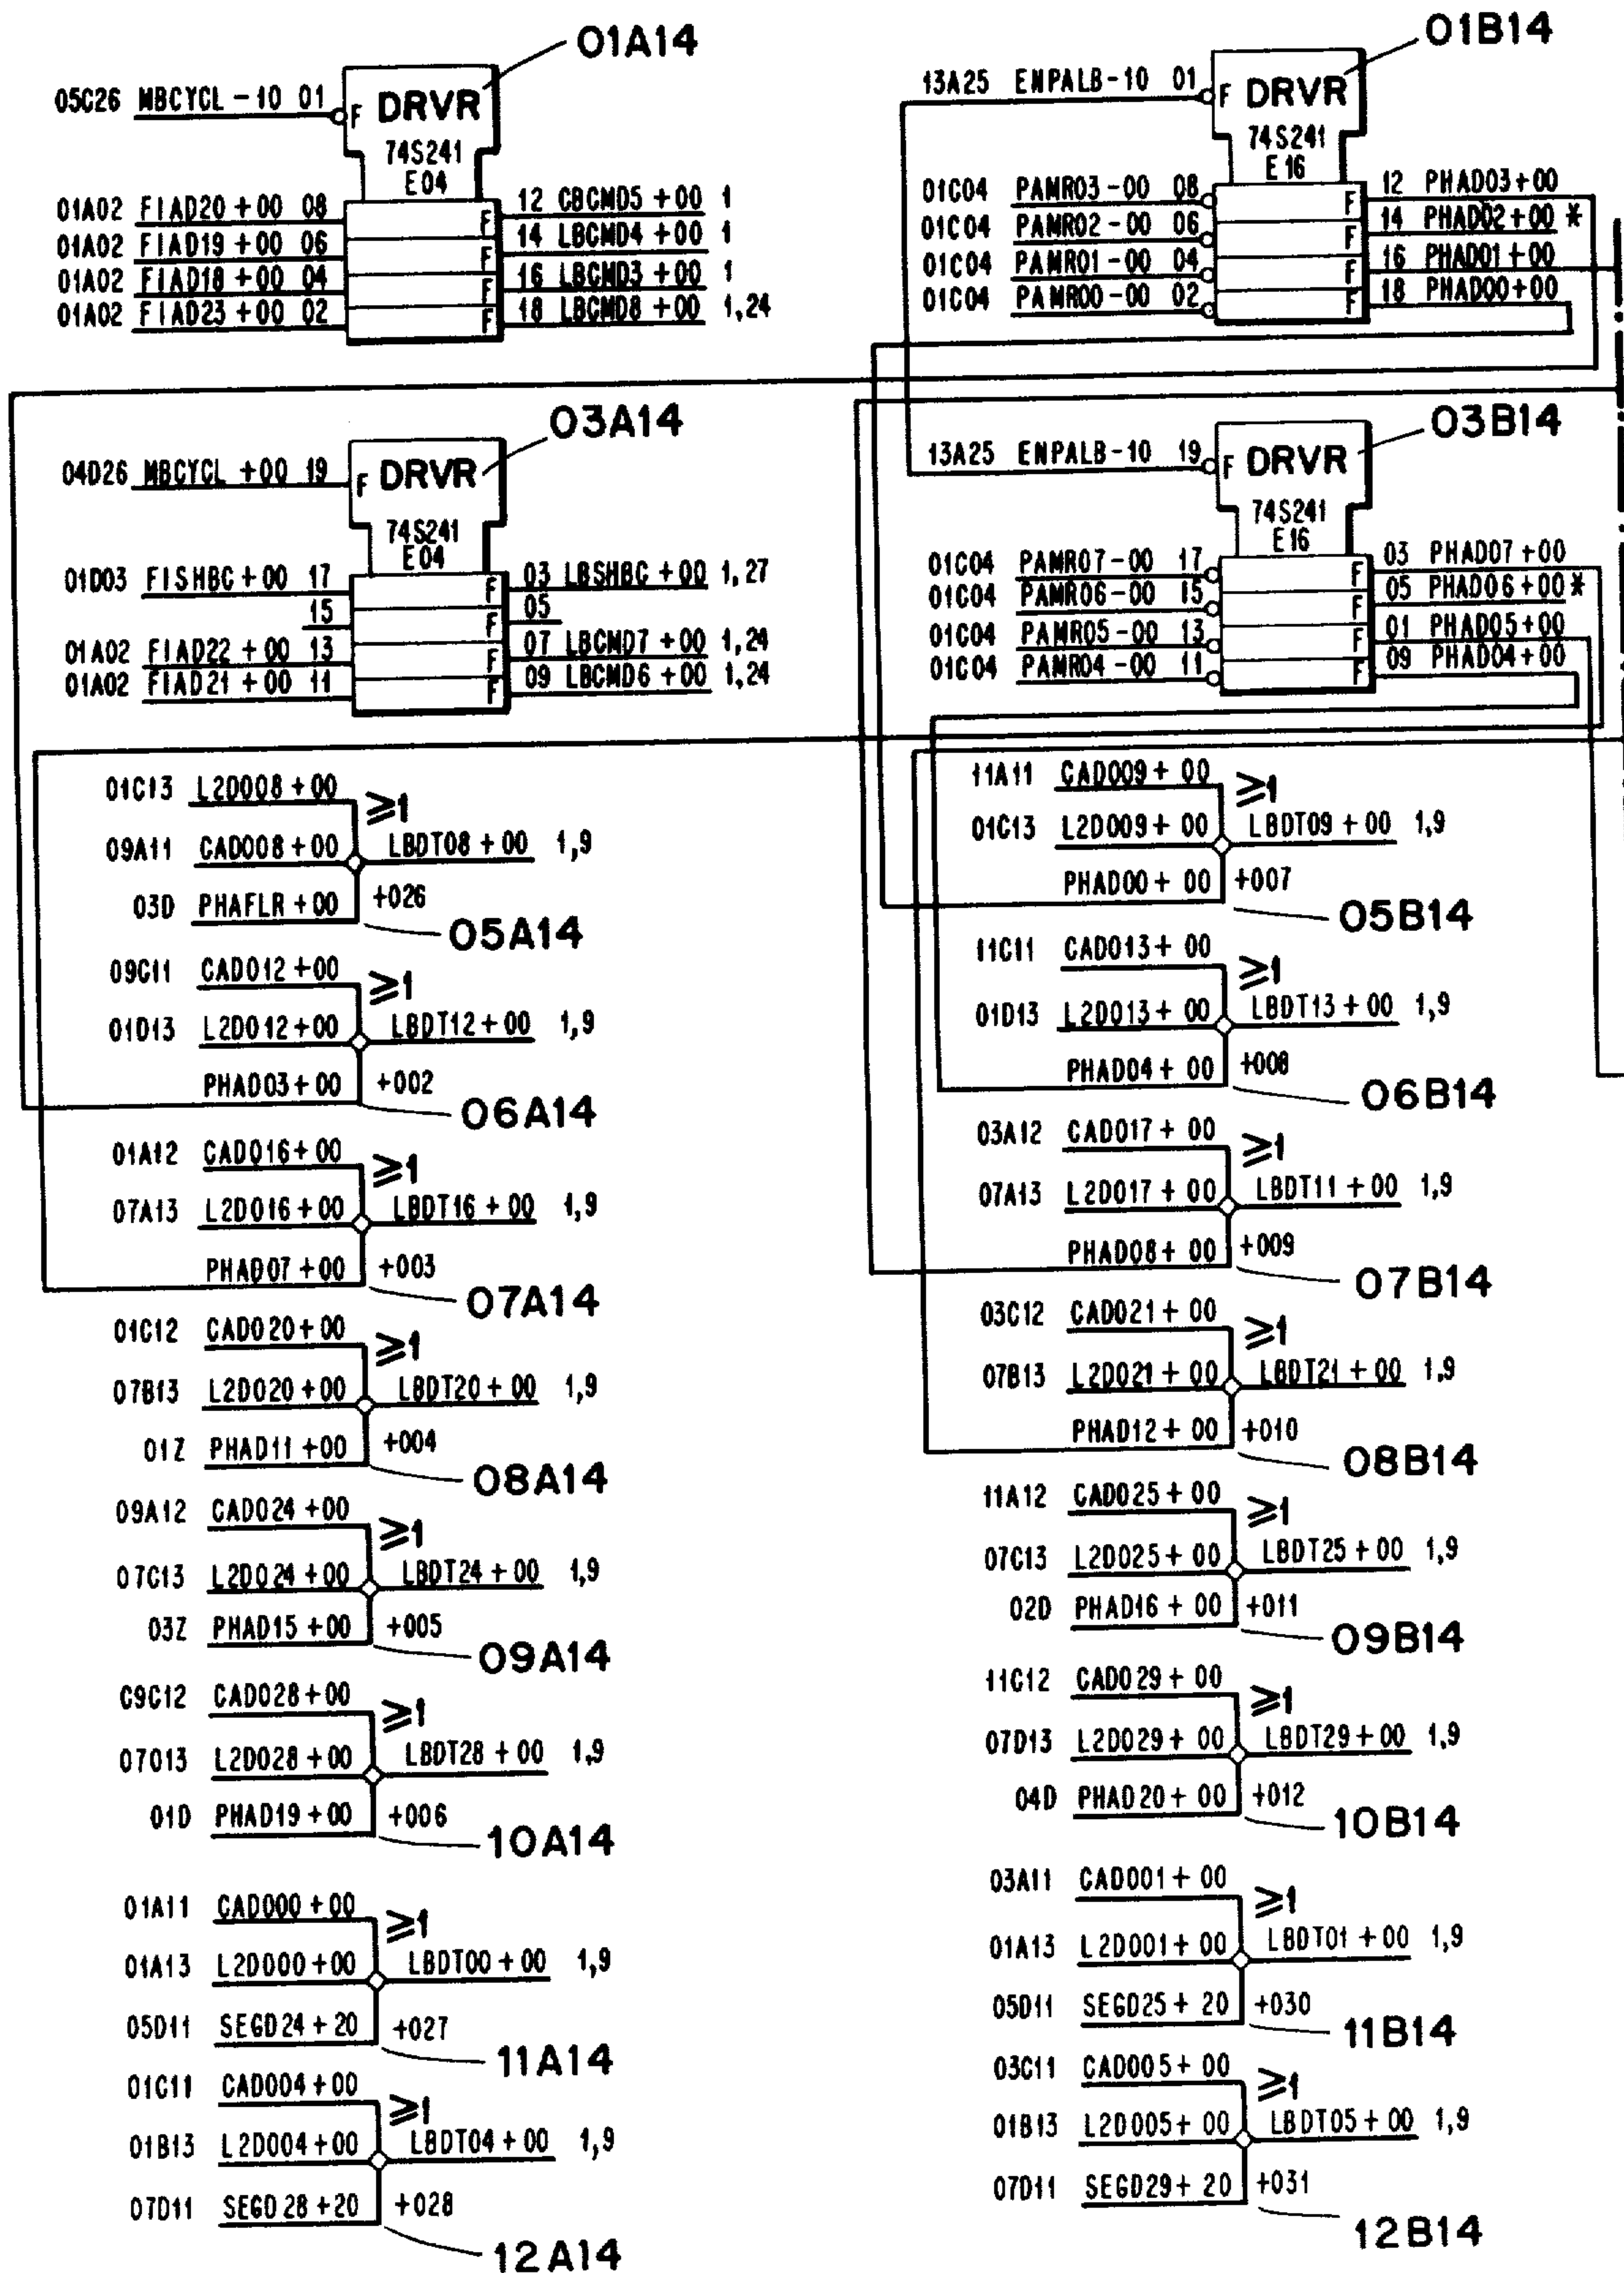 01A14
05C26 MBCYCL-10 01 F DRVR
74S241
E04
01A02 FIAD20+00 08 F 12 CBCMD5+00 1
01A02 FIAD19+00 06 F 14 LBCMD4+00 1
01A02 FIAD18+00 04 F 16 LBCMD3+00 1
01A02 FIAD23+00 02 F 18 LBCMD8+00 1,24
03A14
04D26 MBCYCL+00 19 F DRVR
74S241
E04
01D03 FISHBC+00 17 F 03 LBSHBC+00 1,27
15 F 05
01A02 FIAD22+00 13 F 07 LBCMD7+00 1,24
01A02 FIAD21+00 11 F 09 LBCMD6+00 1,24
01C13 L2D008+00
≥1
09A11 CAD008+00 LBDT08+00 1,9
03D PHAFLR+00 +026
05A14
09C11 CAD012+00
≥1
01D13 L2D012+00 LBDT12+00 1,9
PHAD03+00 +002
06A14
01A12 CAD016+00
≥1
07A13 L2D016+00 LBDT16+00 1,9
PHAD07+00 +003
07A14
01C12 CAD020+00
≥1
07B13 L2D020+00 LBDT20+00 1,9
01Z PHAD11+00 +004
08A14
09A12 CAD024+00
≥1
07C13 L2D024+00 LBDT24+00 1,9
03Z PHAD15+00 +005
09A14
C9C12 CAD028+00
≥1
07013 L2D028+00 LBDT28+00 1,9
01D PHAD19+00 +006
10A14
01A11 CAD000+00
≥1
01A13 L2D000+00 LBDT00+00 1,9
05D11 SEGD24+20 +027
11A14
01C11 CAD004+00
≥1
01B13 L2D004+00 LBDT04+00 1,9
07D11 SEGD28+20 +028
12A14
01B14
13A25 ENPALB-10 01 F DRVR
74S241
E16
01C04 PAMR03-00 08 F 12 PHAD03+00
01C04 PAMR02-00 06 F 14 PHAD02+00 *
01C04 PAMR01-00 04 F 16 PHAD01+00
01C04 PAMR00-00 02 F 18 PHAD00+00
03B14
13A25 ENPALB-10 19 F DRVR
74S241
E16
01C04 PAMR07-00 17 F 03 PHAD07+00
01C04 PAMR06-00 15 F 05 PHAD06+00 *
01C04 PAMR05-00 13 F 01 PHAD05+00
01C04 PAMR04-00 11 F 09 PHAD04+00
11A11 CAD009+00
≥1
01C13 L2D009+00 LBDT09+00 1,9
PHAD00+00 +007
05B14
11C11 CAD013+00
≥1
01D13 L2D013+00 LBDT13+00 1,9
PHAD04+00 +008
06B14
03A12 CAD017+00
≥1
07A13 L2D017+00 LBDT11+00 1,9
PHAD08+00 +009
07B14
03C12 CAD021+00
≥1
07B13 L2D021+00 LBDT21+00 1.9
PHAD12+00 +010
08B14
11A12 CAD025+00
≥1
07C13 L2D025+00 LBDT25+00 1,9
02D PHAD16+00 +011
09B14
11C12 CAD029+00
≥1
07D13 L2D029+00 LBDT29+00 1,9
04D PHAD20+00 +012
10B14
03A11 CAD001+00
≥1
01A13 L2D001+00 LBDT01+00 1,9
05D11 SEGD25+20 +030
11B14
03C11 CAD005+00
≥1
01B13 L2D005+00 LBDT05+00 1,9
07D11 SEGD29+20 +031
12B14